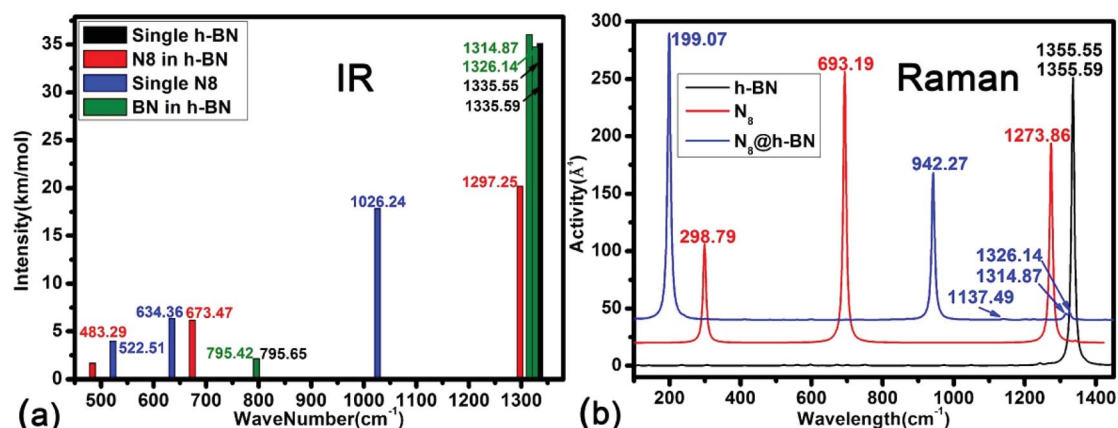 35
30
25
20
15
10
5
0
Intensity(km/mol)
Single h-BN
N8 in h-BN
Single N8
BN in h-BN
IR
1314.87
1326.14
1335.55
1335.59
1297.25
1026.24
634.36
673.47
483.29
522.51
795.42
795.65
500 600 700 800 900 1000 1100 1200 1300
(a)
WaveNumber(cm⁻¹)
300
250
200
150
100
50
0
Activity(Å⁴)
199.07
693.19
Raman
1355.55
1355.59
h-BN
N₈
N₈@h-BN
1273.86
942.27
298.79
1326.14
1314.87
1137.49
200 400 600 800 1000 1200 1400
(b)
Wavelength(cm⁻¹)